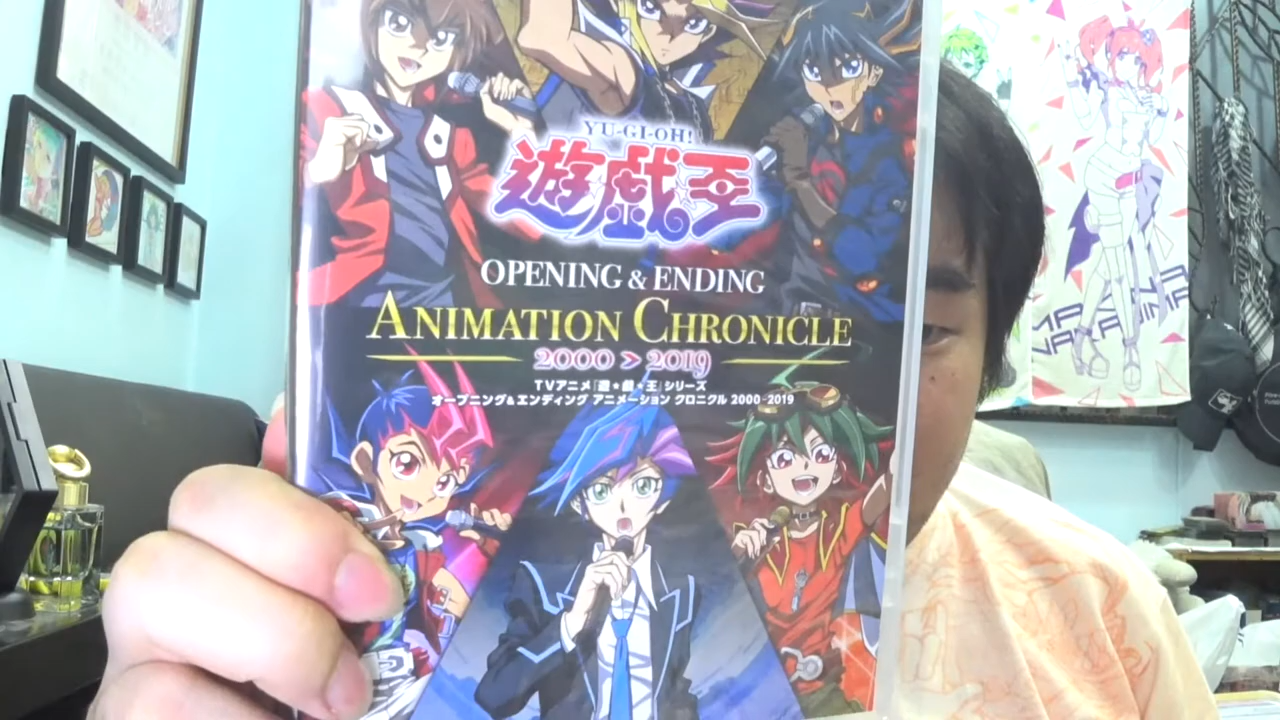 YU-GI-OH!
遊戯王
OPENING & ENDING
ANIMATION CHRONICLE
2000 > 2019
TVアニメ『遊★戯★王』シリーズ
オープニング&エンディング アニメーション クロニクル 2000-2019
NAKAJIMA